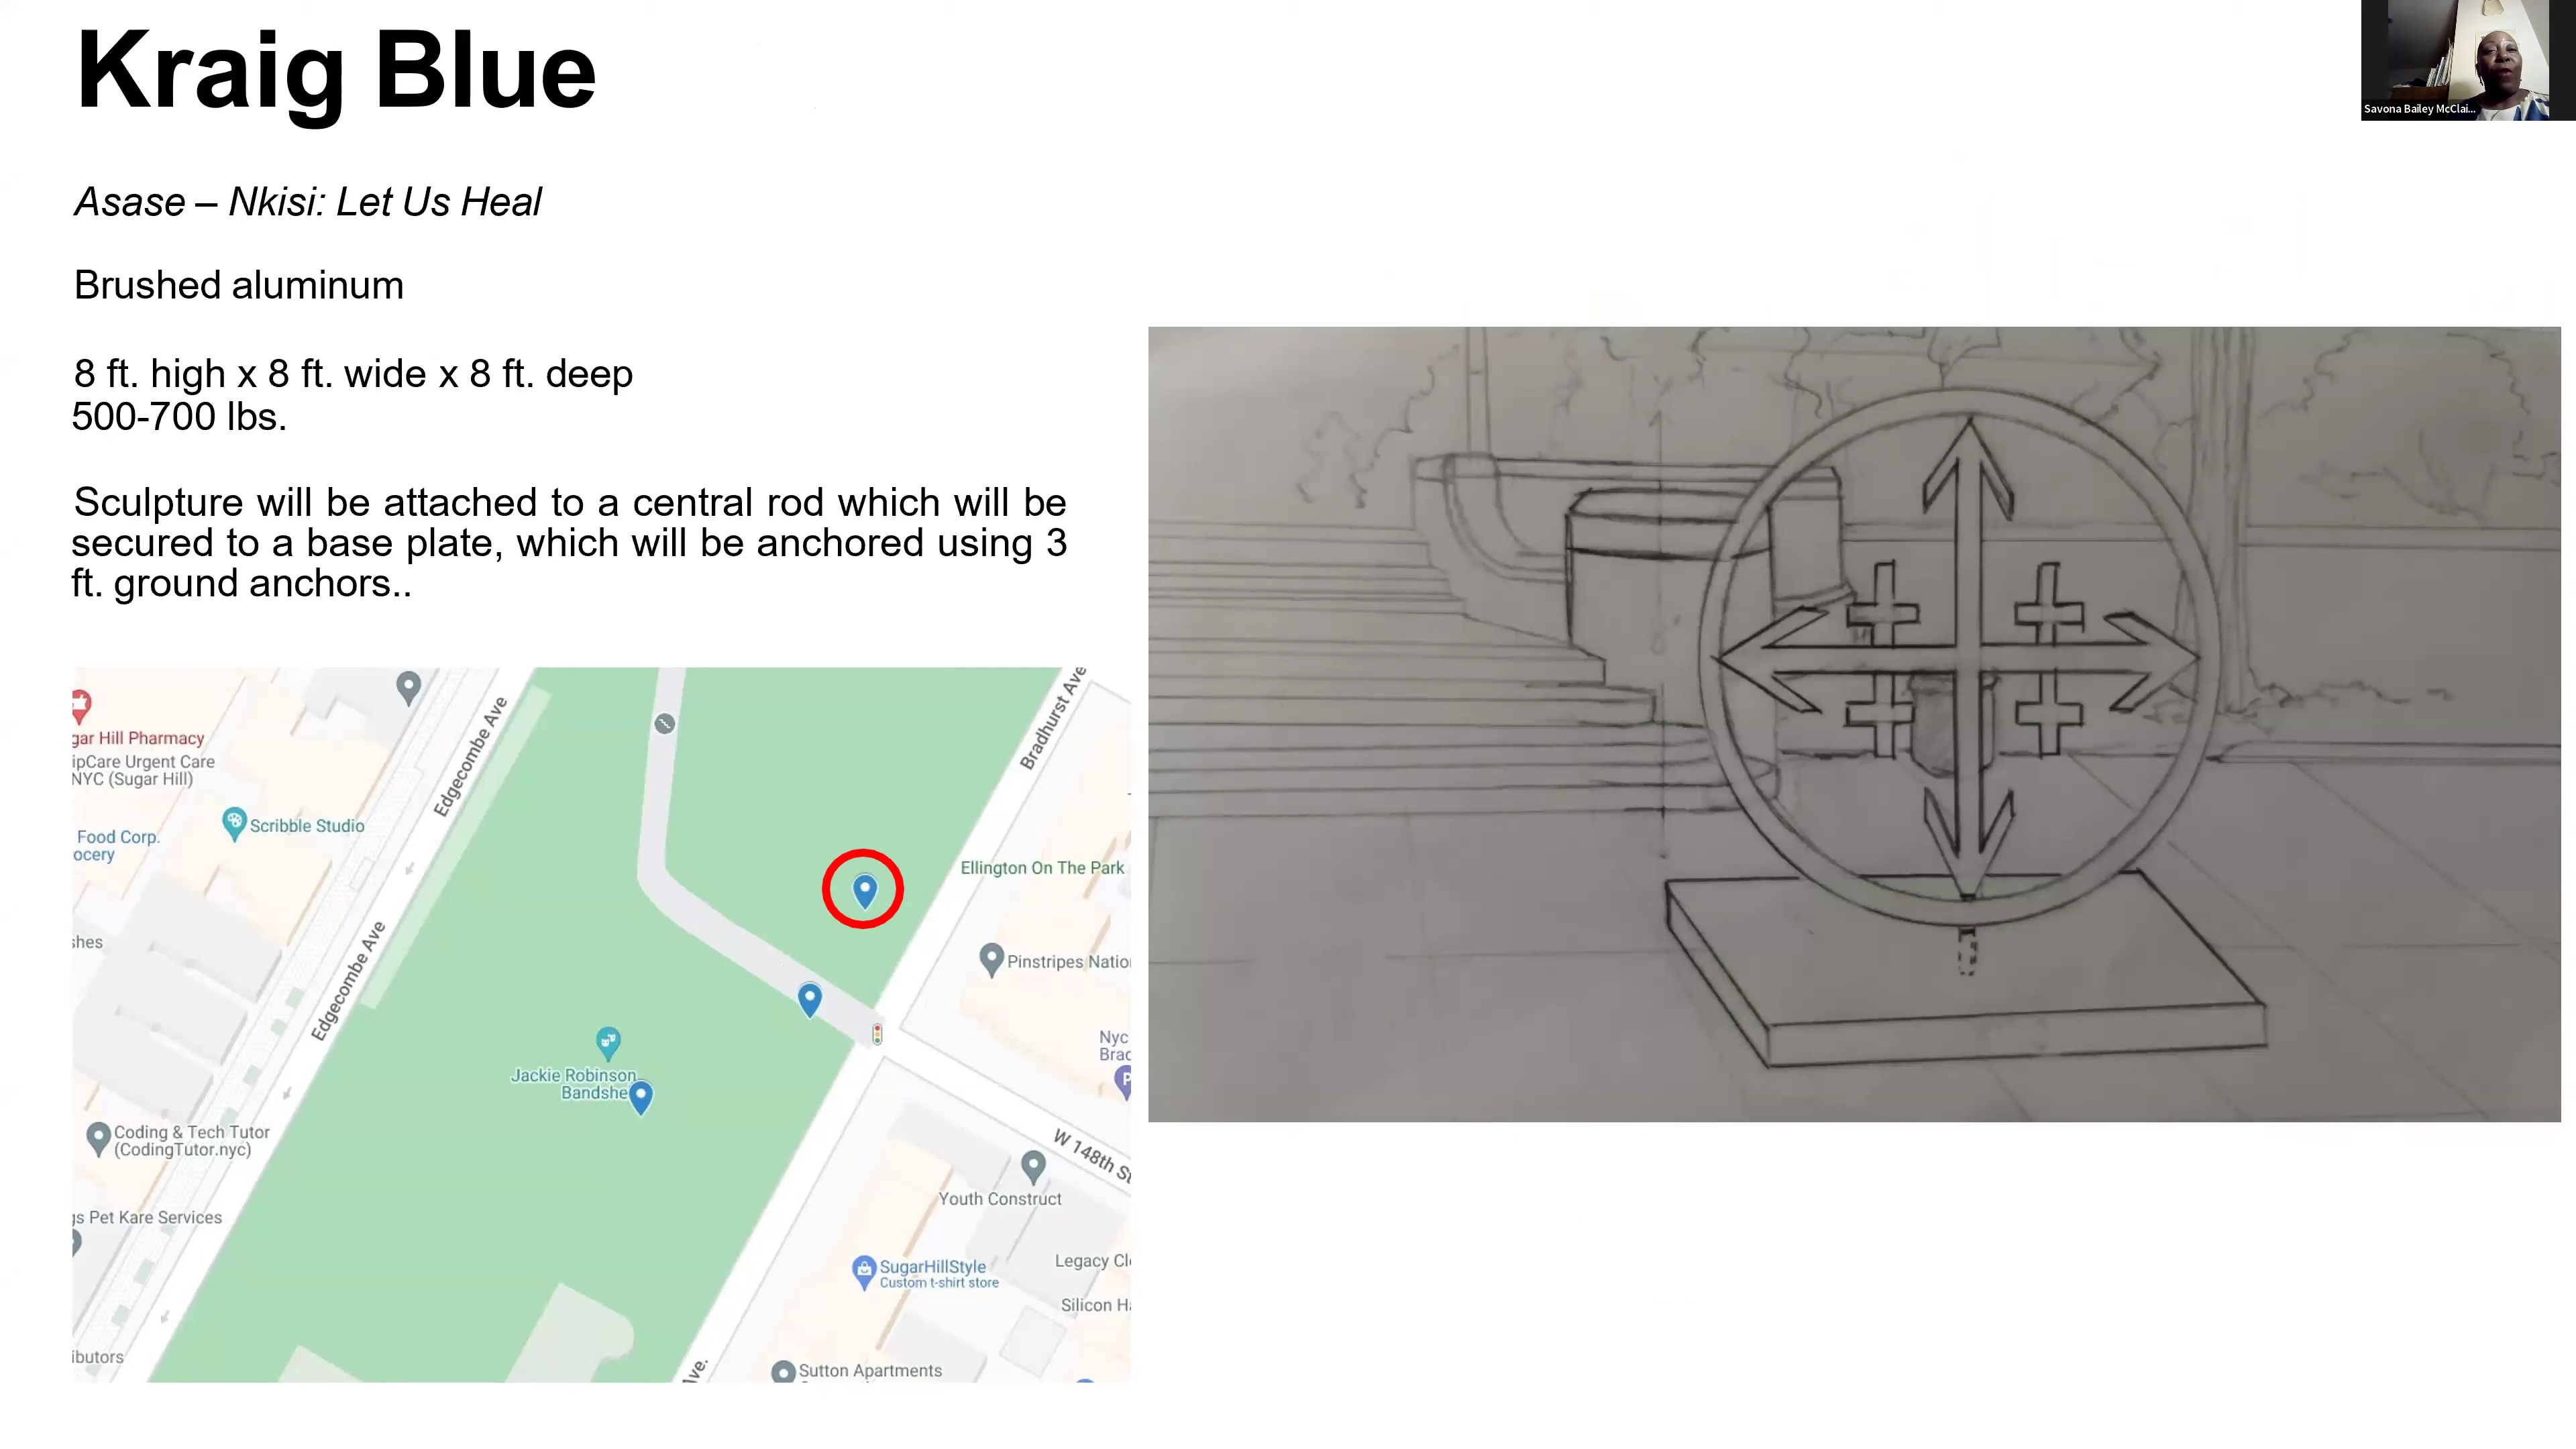 Kraig Blue
Savona Bailey McClai...
Asase – Nkisi: Let Us Heal
Brushed aluminum
8 ft. high x 8 ft. wide x 8 ft. deep
500-700 lbs.
Sculpture will be attached to a central rod which will be
secured to a base plate, which will be anchored using 3
ft. ground anchors..
gar Hill Pharmacy
ipCare Urgent Care
NYC (Sugar Hill)
Edgecombe Ave
Bradhurst Ave
Scribble Studio
Food Corp.
ocery
Ellington On The Park
shes
Edgecombe Ave
Pinstripes Natio
Jackie Robinson
Bandshe
Nyc
Brad
P
Coding & Tech Tutor
(CodingTutor.nyc)
W 148th St
Youth Construct
gs Pet Kare Services
SugarHillStyle
Custom t-shirt store
Legacy Cl
Silicon Ha
ibutors
Ave.
Sutton Apartments